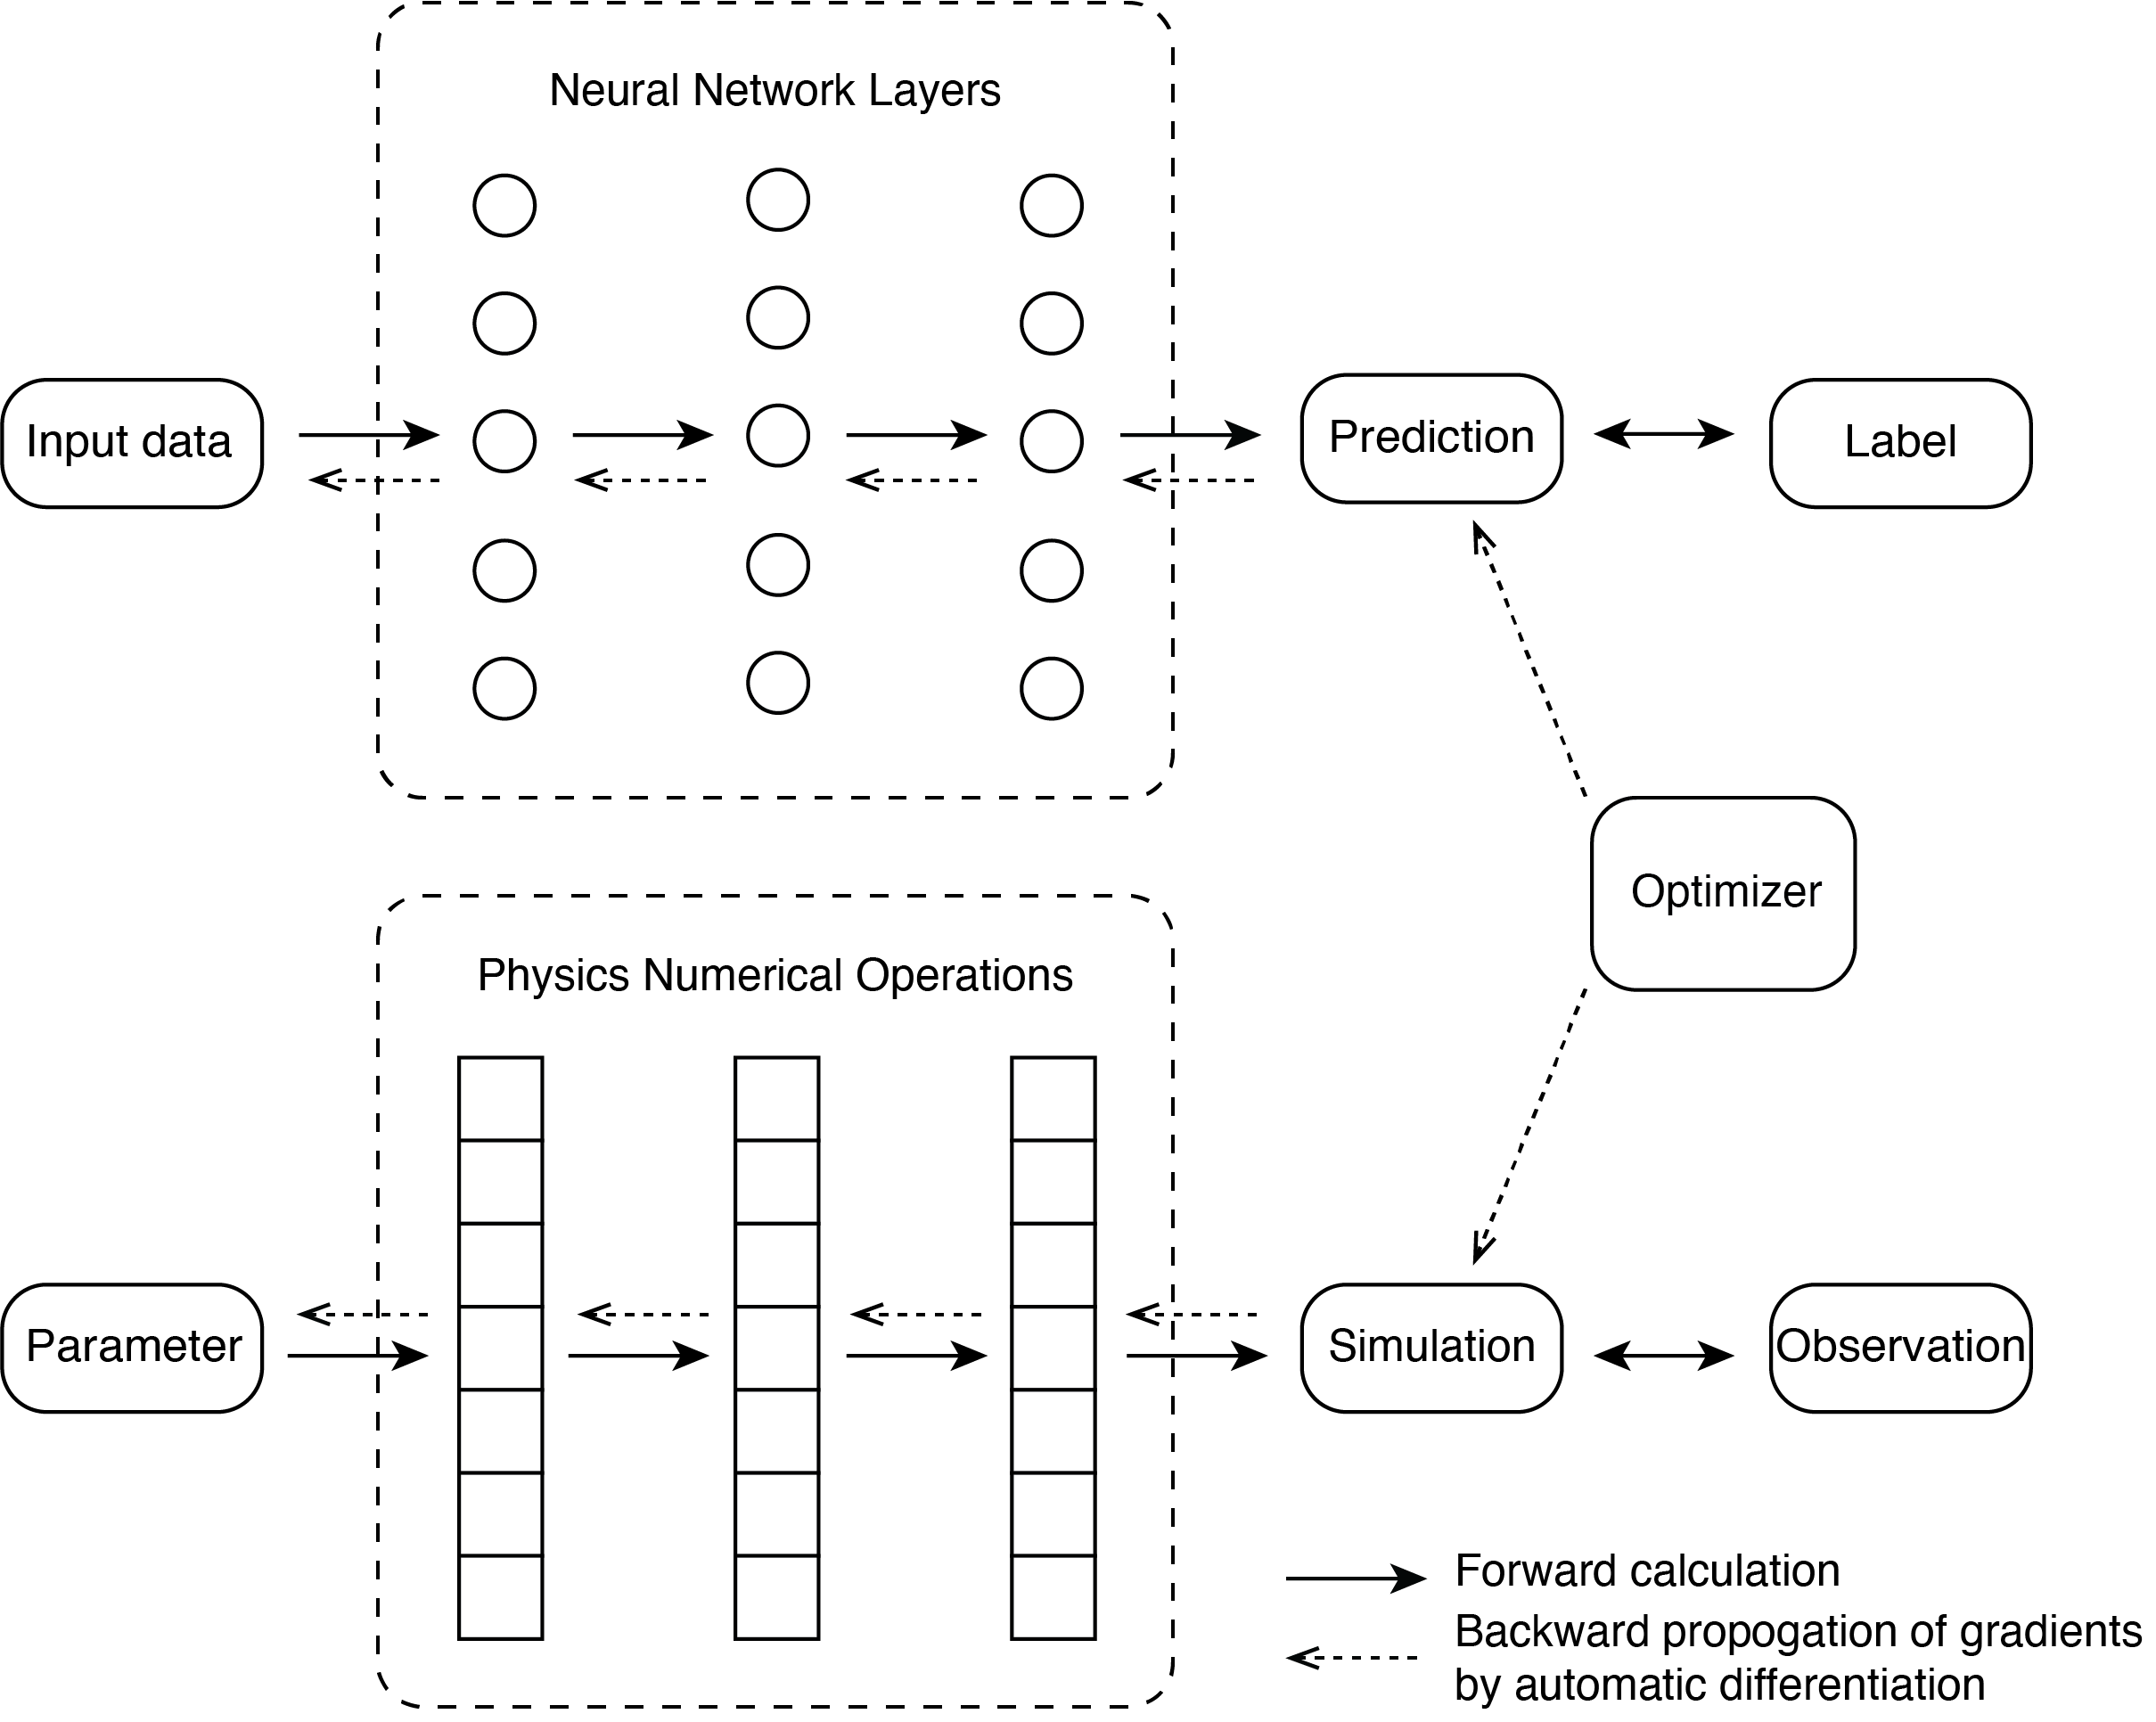 Neural Network Layers
Input data
Prediction
Label
Optimizer
Physics Numerical Operations
Parameter
Simulation
Observation
Forward calculation
Backward propogation of gradients
by automatic differentiation